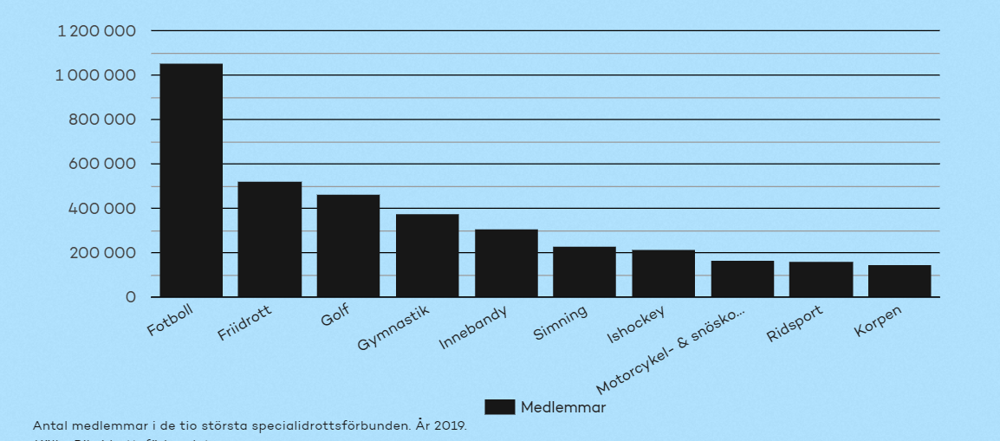 1 200 000
1 000 000
800 000
600 000
400 000
200 000
0
Fotboll
Friidrott
Golf
Gymnastik
Innebandy
Simning
Ishockey
Motorcykel- & snösko...
Ridsport
Korpen
Medlemmar
Antal medlemmar i de tio största specialidrottsförbunden. År 2019.